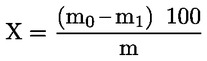 X = (m₀ – m₁) 100 / m